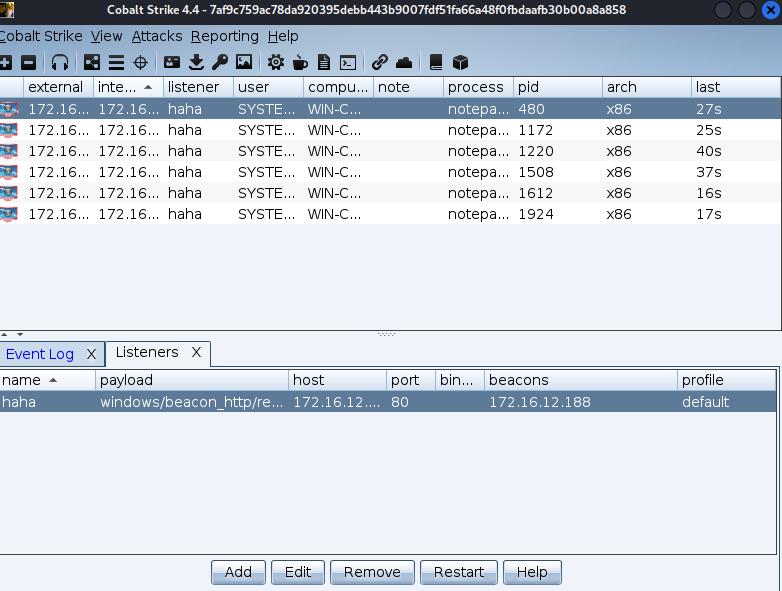 Cobalt Strike 4.4 - 7af9c759ac78da920395debb443b9007fdf51fa66a48f0fbdaafb30b00a8a858
Cobalt Strike View Attacks Reporting Help
external inte... listener user compu... note process pid arch last
172.16... 172.16... haha SYSTE... WIN-C... notepa... 480 x86 27s
172.16... 172.16... haha SYSTE... WIN-C... notepa... 1172 x86 25s
172.16... 172.16... haha SYSTE... WIN-C... notepa... 1220 x86 40s
172.16... 172.16... haha SYSTE... WIN-C... notepa... 1508 x86 37s
172.16... 172.16... haha SYSTE... WIN-C... notepa... 1612 x86 16s
172.16... 172.16... haha SYSTE... WIN-C... notepa... 1924 x86 17s
Event Log X Listeners X
name payload host port bin... beacons profile
haha windows/beacon_http/re... 172.16.12.... 80 172.16.12.188 default
Add Edit Remove Restart Help